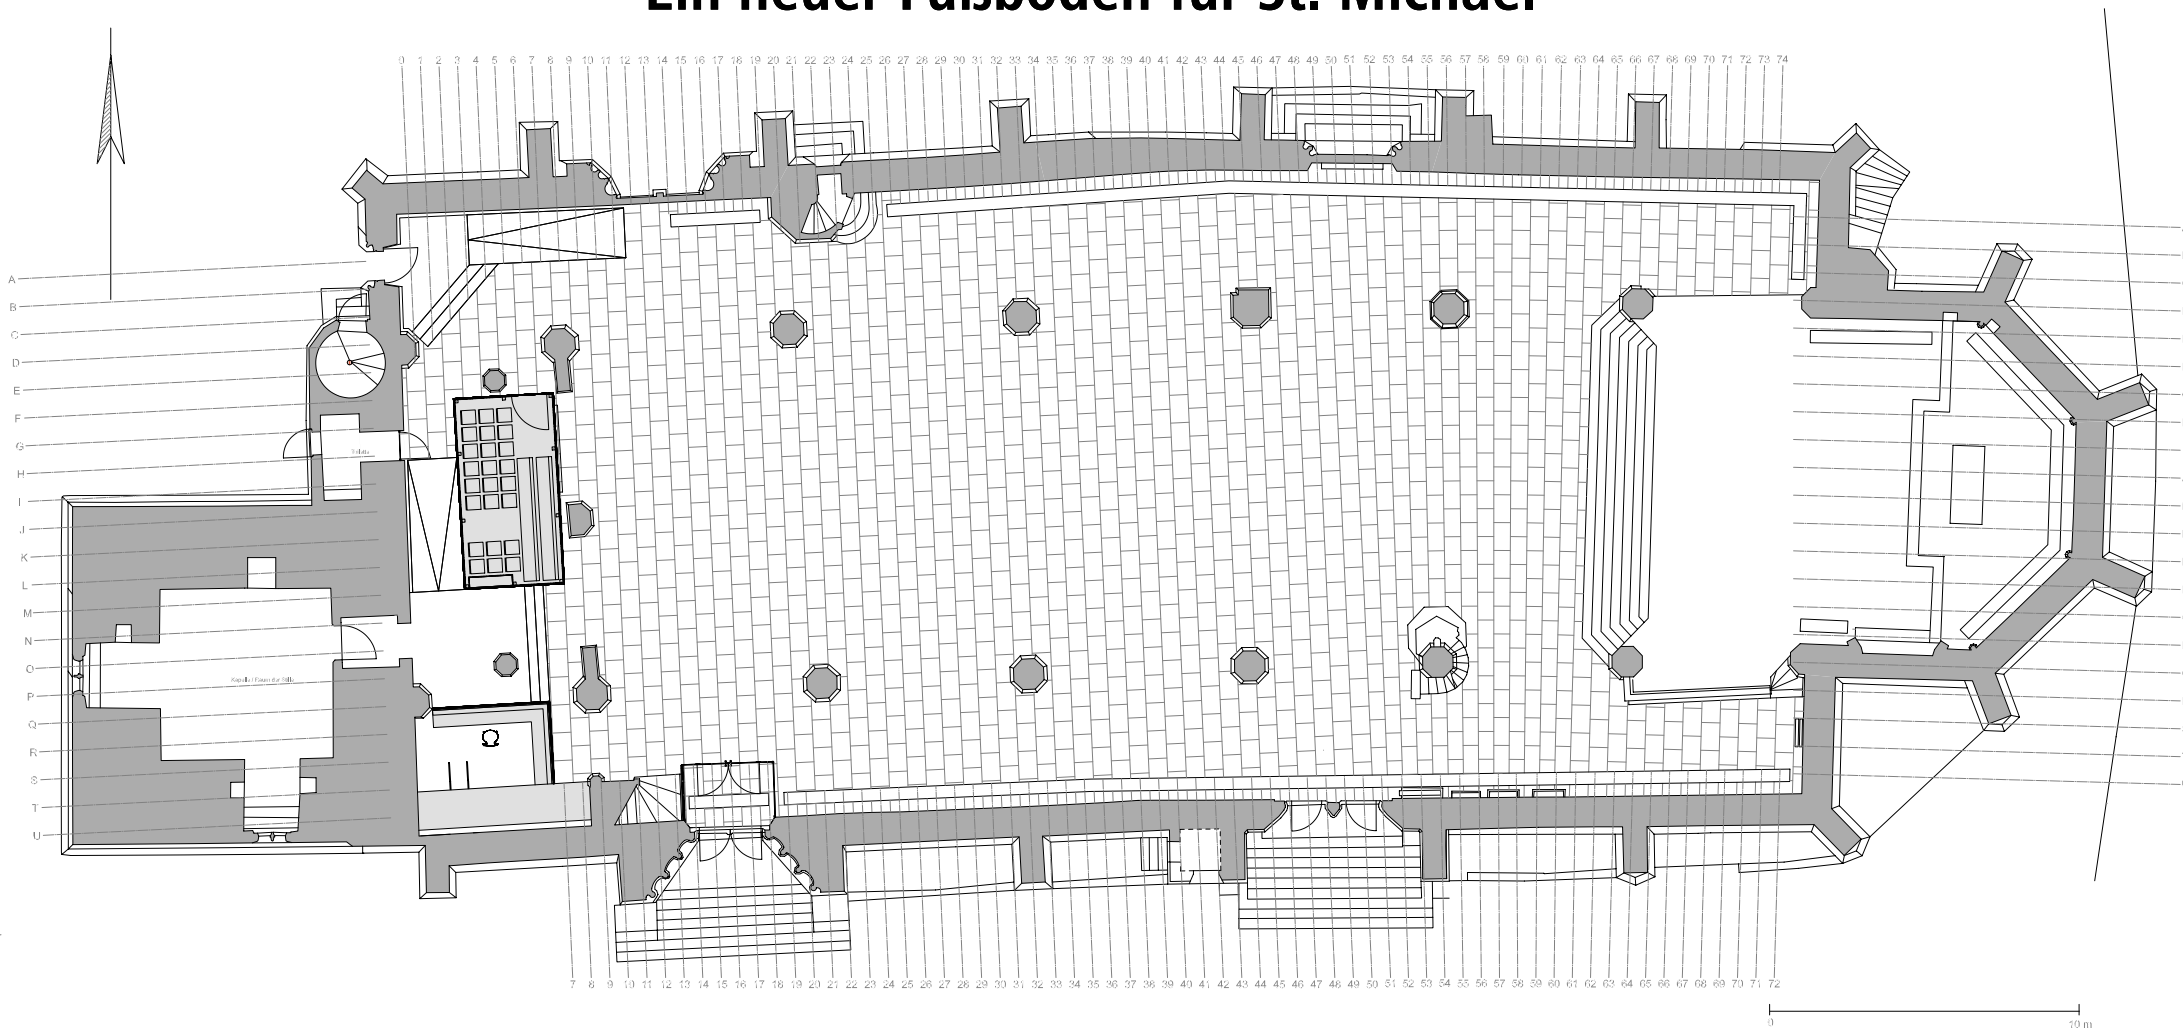 Ein neuer Fußboden für St. Michael
0 1 2 3 4 5 6 7 8 9 10 11 12 13 14 15 16 17 18 19 20 21 22 23 24 25 26 27 28 29 30 31 32 33 34 35 36 37 38 39 40 41 42 43 44 45 46 47 48 49 50 51 52 53 54 55 56 57 58 59 60 61 62 63 64 65 66 67 68 69 70 71 72 73 74
A
B
C
D
E
F
G
H
I
J
K
L
M
N
O
P
Q
R
S
T
U
7 8 9 10 11 12 13 14 15 16 17 18 19 20 21 22 23 24 25 26 27 28 29 30 31 32 33 34 35 36 37 38 39 40 41 42 43 44 45 46 47 48 49 50 51 52 53 54 55 56 57 58 59 60 61 62 63 64 65 66 67 68 69 70 71 72
0 10 m